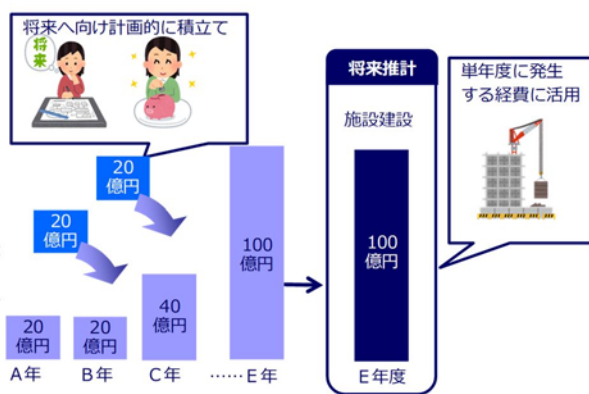 将来へ向け計画的に積立て
将来
20
億円
20
億円
20
億円
20
億円
40
億円
100
億円
A年
B年
C年
……E年
将来推計
施設建設
100
億円
E年度
単年度に発生
する経費に活用